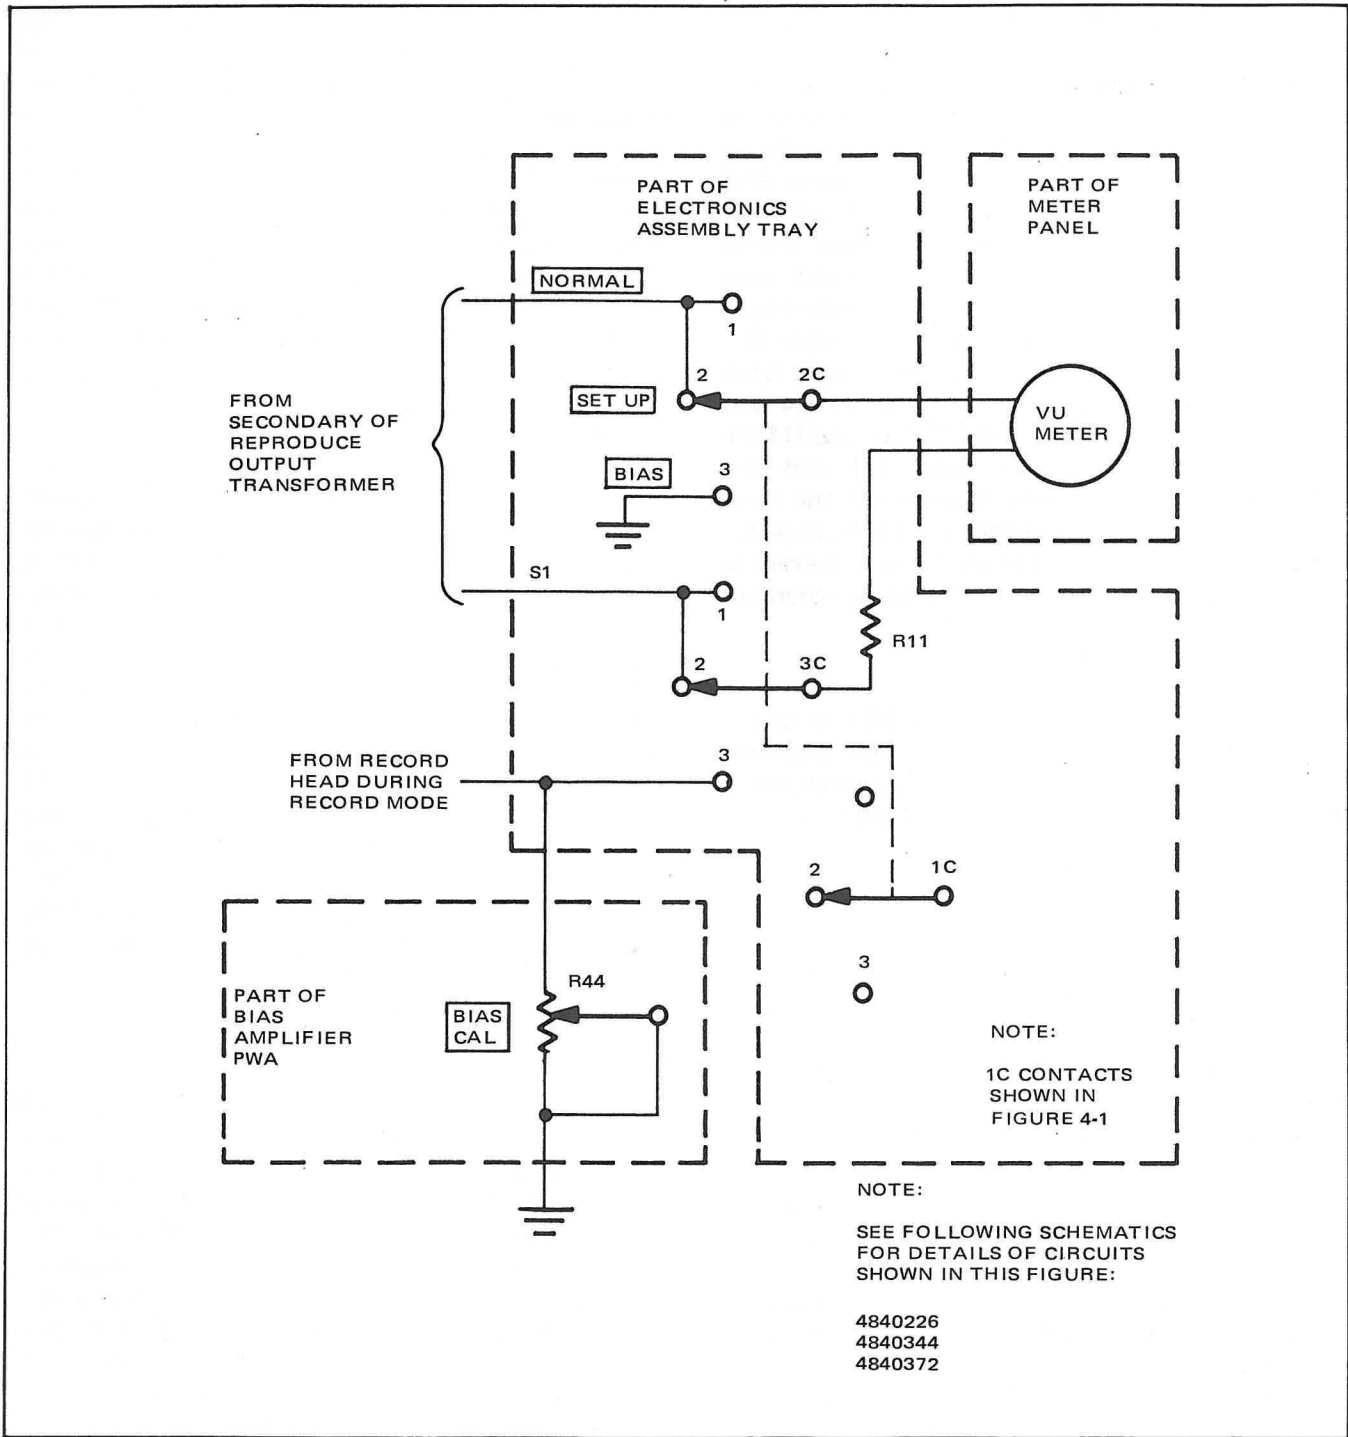 PART OF
ELECTRONICS
ASSEMBLY TRAY
PART OF
METER
PANEL
NORMAL
1
2
2C
SET UP
FROM
SECONDARY OF
REPRODUCE
OUTPUT
TRANSFORMER
VU
METER
BIAS
3
S1
1
R11
2
3C
FROM RECORD
HEAD DURING
RECORD MODE
3
2
1C
3
R44
PART OF
BIAS
AMPLIFIER
PWA
BIAS
CAL
NOTE:
1C CONTACTS
SHOWN IN
FIGURE 4-1
NOTE:
SEE FOLLOWING SCHEMATICS
FOR DETAILS OF CIRCUITS
SHOWN IN THIS FIGURE:
4840226
4840344
4840372